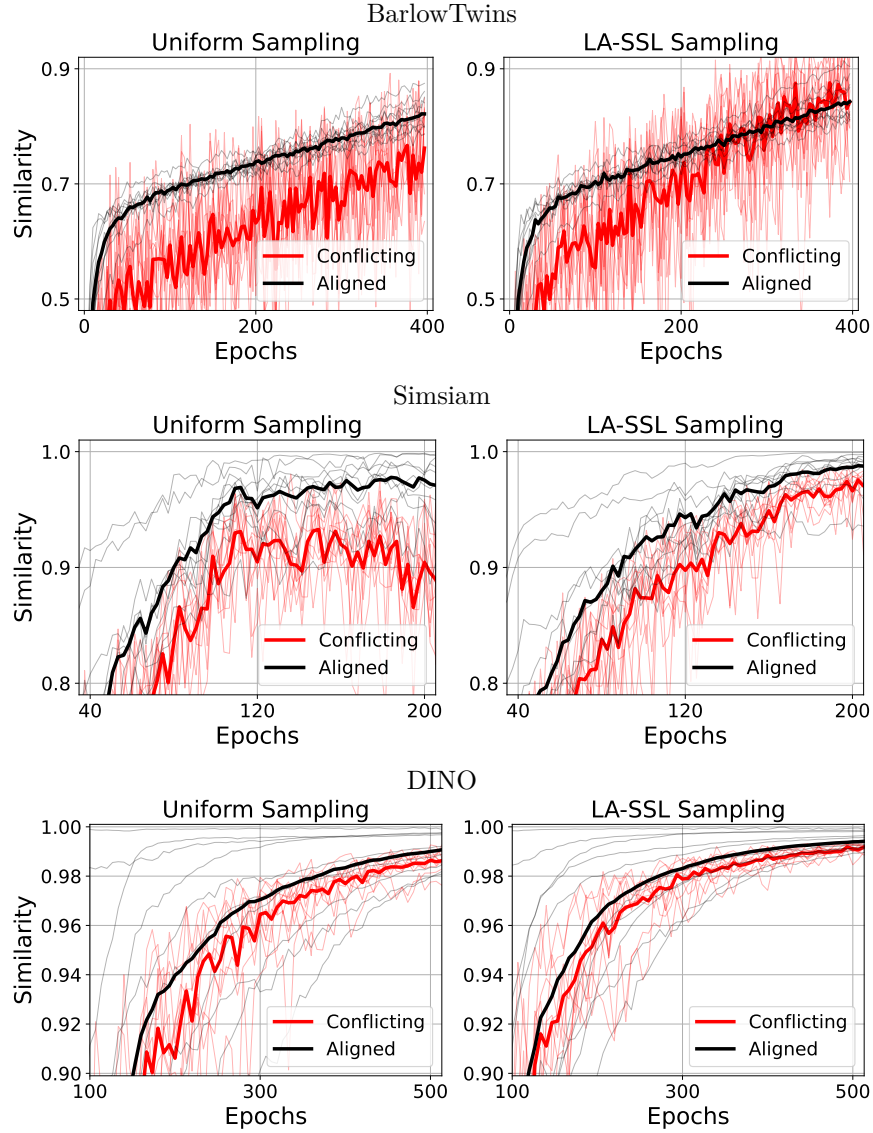 BarlowTwins
Uniform Sampling
LA-SSL Sampling
0.9
0.7
0.5
Similarity
0
200
400
Epochs
Conflicting
Aligned
0.9
0.7
0.5
0
200
400
Epochs
Conflicting
Aligned
Simsiam
Uniform Sampling
LA-SSL Sampling
1.0
0.9
0.8
Similarity
40
120
200
Epochs
Conflicting
Aligned
1.0
0.9
0.8
40
120
200
Epochs
Conflicting
Aligned
DINO
Uniform Sampling
LA-SSL Sampling
1.00
0.98
0.96
0.94
0.92
0.90
Similarity
100
300
500
Epochs
Conflicting
Aligned
1.00
0.98
0.96
0.94
0.92
0.90
100
300
500
Epochs
Conflicting
Aligned